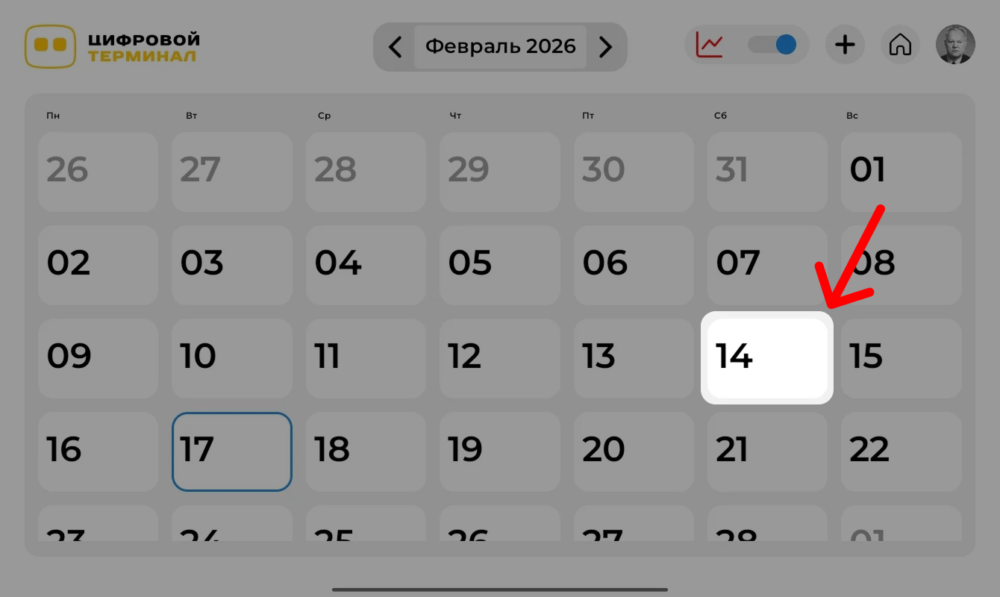 ЦИФРОВОЙ
ТЕРМИНАЛ
Февраль 2026
Пн Вт Ср Чт Пт Сб Вс
26 27 28 29 30 31 01
02 03 04 05 06 07 08
09 10 11 12 13 14 15
16 17 18 19 20 21 22
23 24 25 26 27 28 01